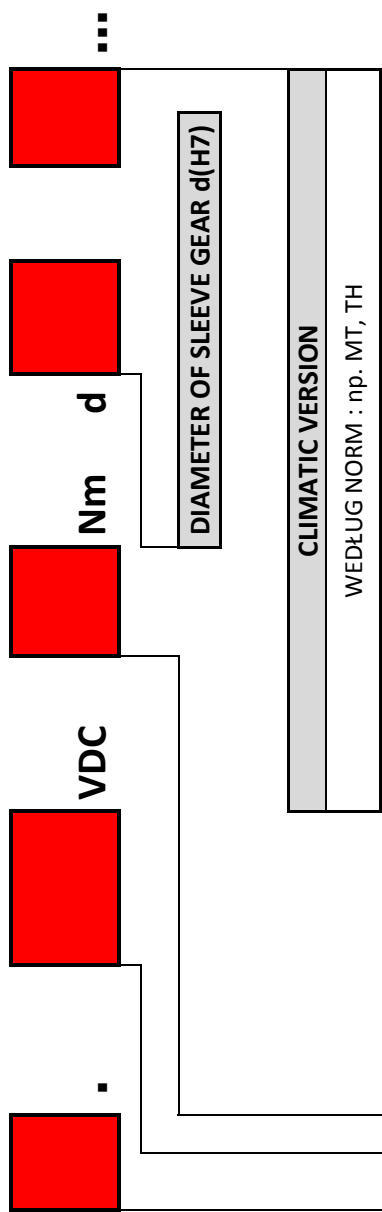 . VDC Nm d ...
DIAMETER OF SLEEVE GEAR d(H7)
CLIMATIC VERSION
WEDŁUG NORM : np. MT, TH